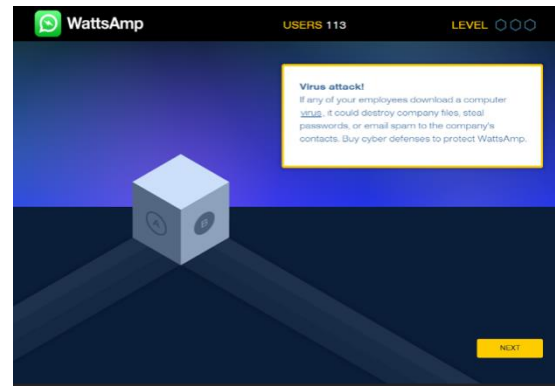 WattsAmp
USERS 113
LEVEL
Virus attack!
If any of your employees download a computer
virus, it could destroy company files, steal
passwords, or email spam to the company's
contacts. Buy cyber defenses to protect WattsAmp.
A
NEXT